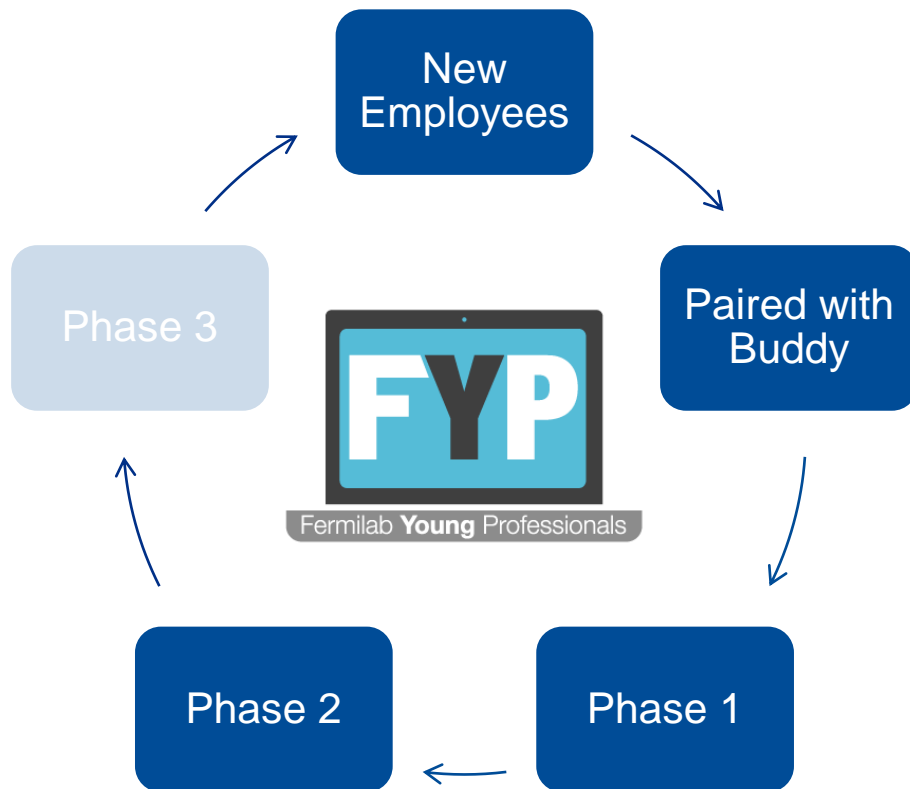 New
Employees
Paired with
Buddy
Phase 1
Phase 2
Phase 3
FYP
Fermilab Young Professionals